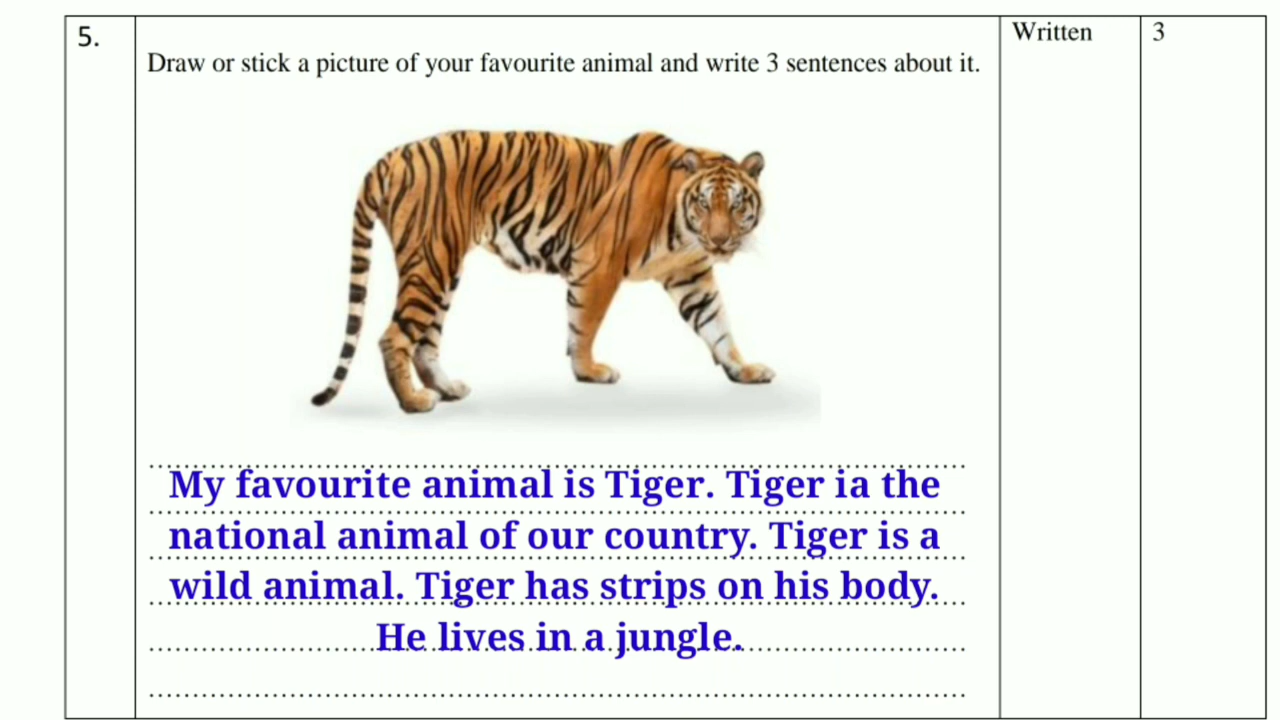 5.
Draw or stick a picture of your favourite animal and write 3 sentences about it.
Written
3
My favourite animal is Tiger. Tiger ia the
national animal of our country. Tiger is a
wild animal. Tiger has strips on his body.
He lives in a jungle.